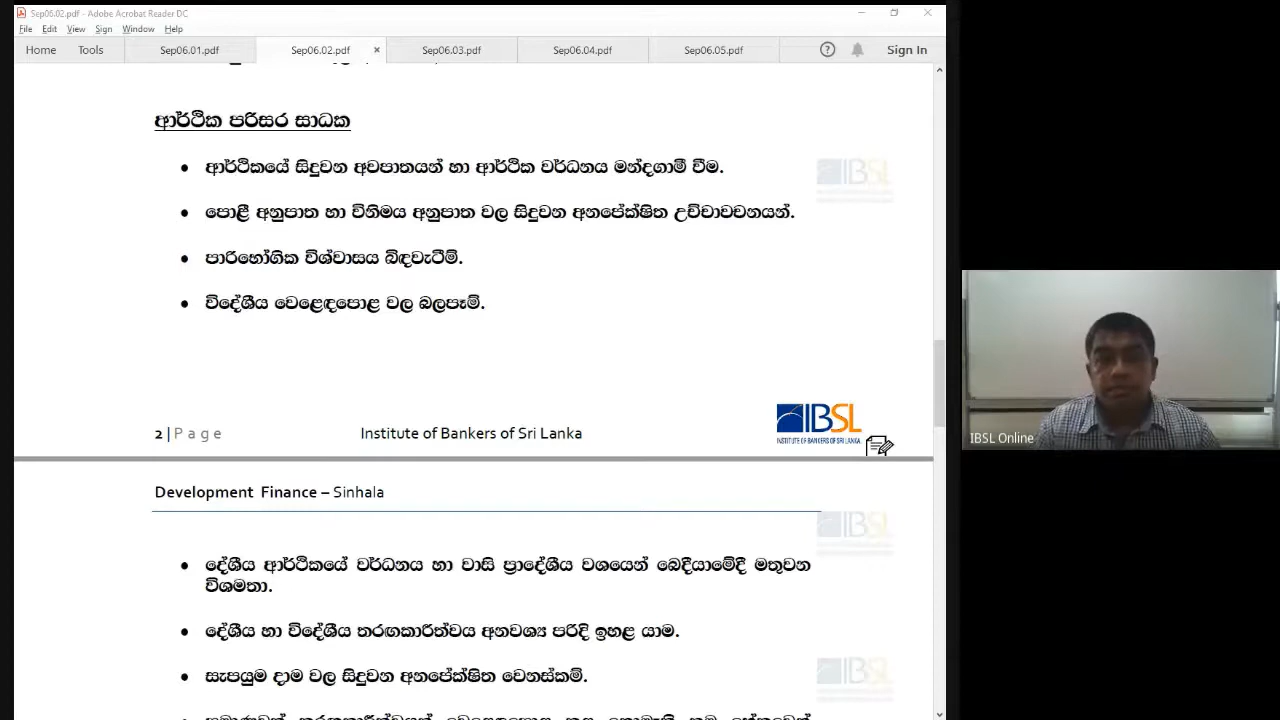 Sep06.02.pdf - Adobe Acrobat Reader DC
File Edit View Sign Window Help
Home Tools Sep06.01.pdf Sep06.02.pdf × Sep06.03.pdf Sep06.04.pdf Sep06.05.pdf Sign In
ආර්ථික පරිසර සාධක
• ආර්ථිකයේ සිදුවන අවපාතයන් හා ආර්ථික වර්ධනය මන්දගාමී වීම.
IBSL
• පොළී අනුපාත හා විනිමය අනුපාත වල සිදුවන අනපේක්ෂිත උච්චාවචනයන්.
• පාරිභෝගික විශ්වාසය බිඳවැටීම්.
• විදේශීය වෙළෙඳපොළ වල බලපෑම්.
IBSL
INSTITUTE OF BANKERS OF SRI LANKA
2 | Page Institute of Bankers of Sri Lanka
IBSL Online
Development Finance – Sinhala
IBSL
• දේශීය ආර්ථිකයේ වර්ධනය හා වාසි ප්‍රාදේශීය වශයෙන් බෙදීයාමේදී මතුවන
විශමතා.
• දේශීය හා විදේශීය තරඟකාරීත්වය අනවශ්‍ය පරිදි ඉහළ යාම.
IBSL
• සැපයුම දාම වල සිදුවන අනපේක්ෂිත වෙනස්කම්.